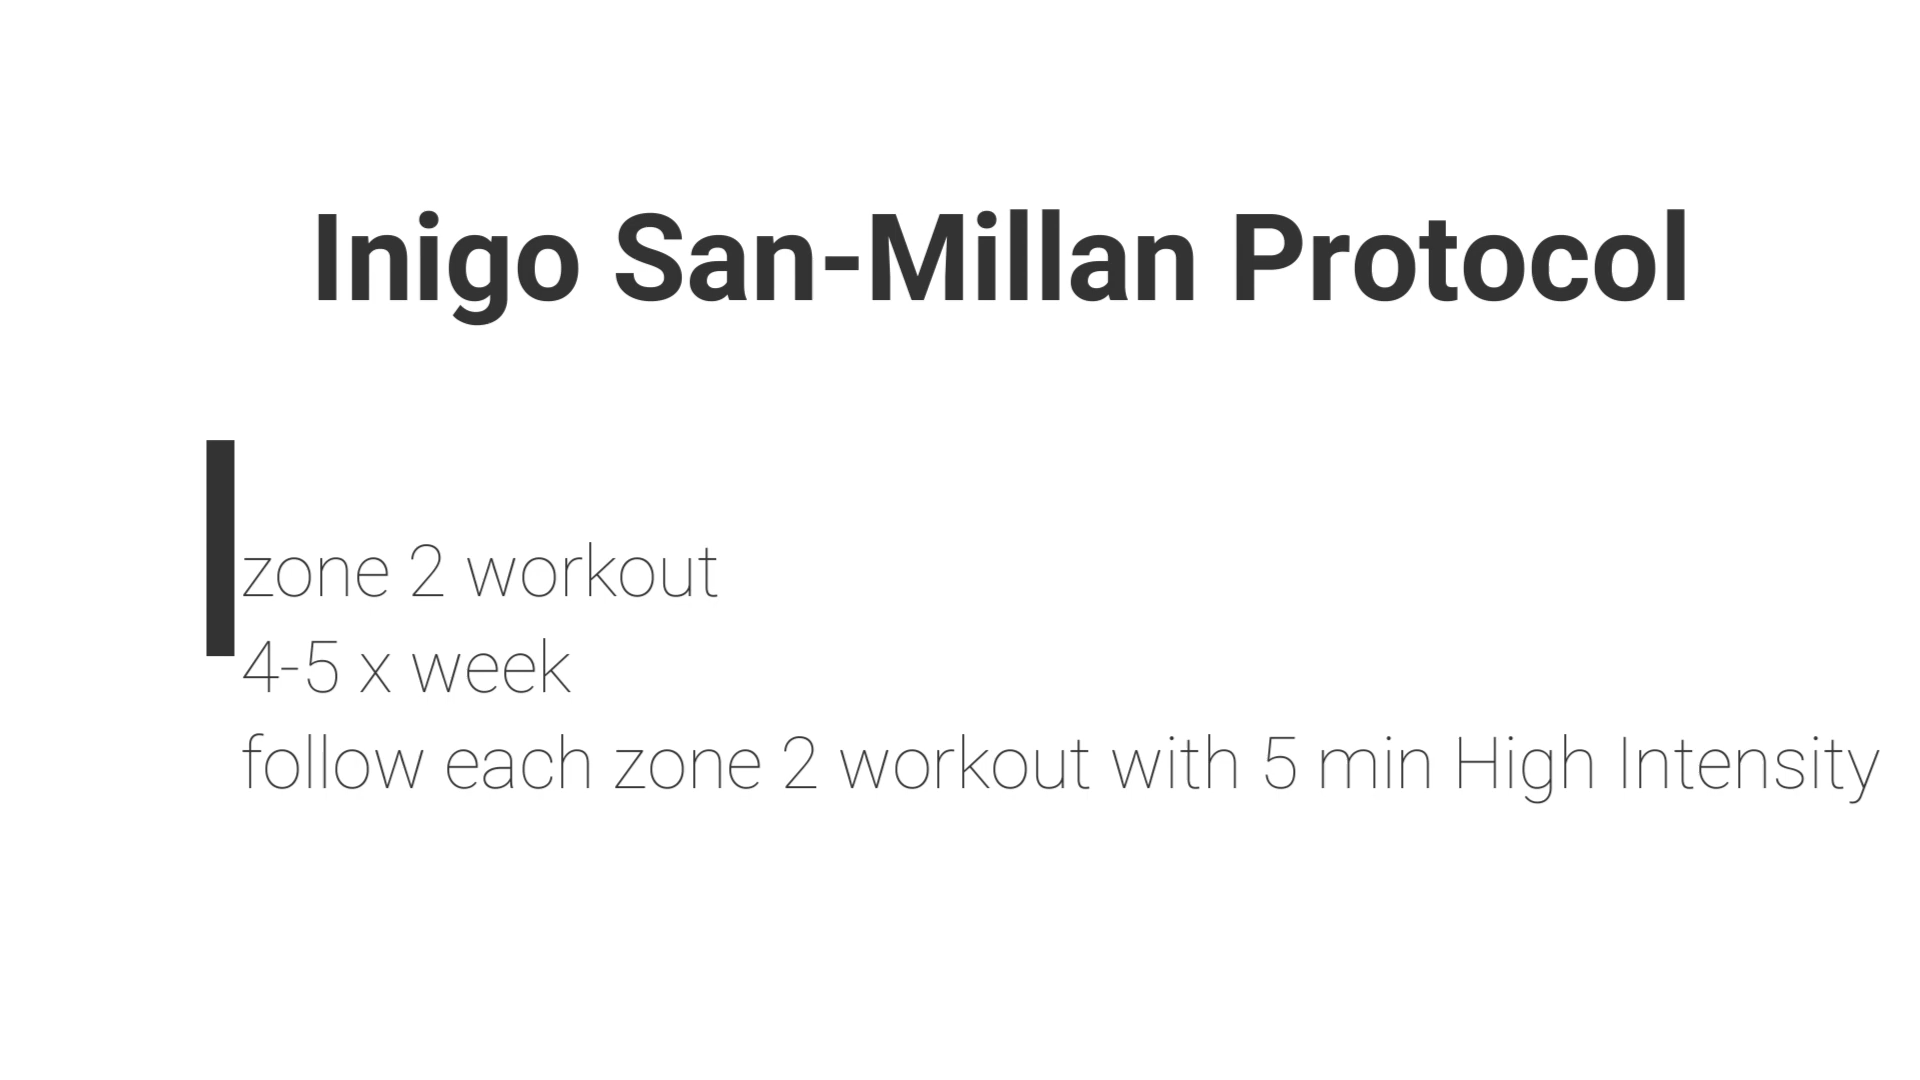 Inigo San-Millan Protocol
zone 2 workout
4-5 x week
follow each zone 2 workout with 5 min High Intensity